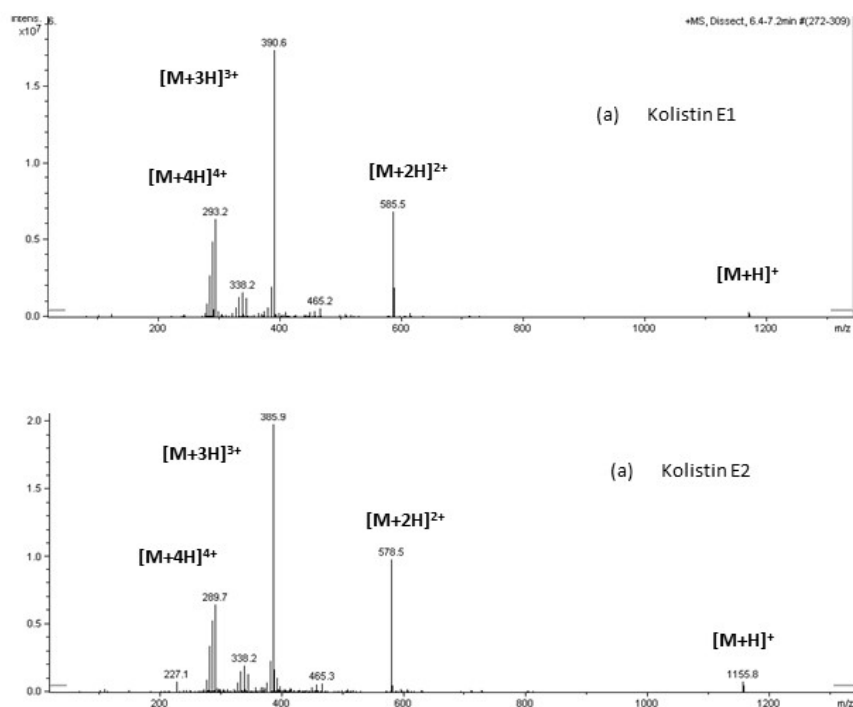 Intens.
x10⁷
+MS, Dissect, 6.4-7.2min #(272-309)
390.6
[M+3H]³⁺
1.5
(a) Kolistin E1
1.0
[M+4H]⁴⁺
[M+2H]²⁺
293.2
585.5
0.5
[M+H]⁺
338.2
465.2
0.0
200 400 600 800 1000 1200 m/z
2.0
385.9
[M+3H]³⁺
(a) Kolistin E2
1.5
[M+2H]²⁺
[M+4H]⁴⁺
578.5
1.0
289.7
0.5
[M+H]⁺
227.1
338.2
465.3
1155.8
0.0
200 400 600 800 1000 1200 m/z